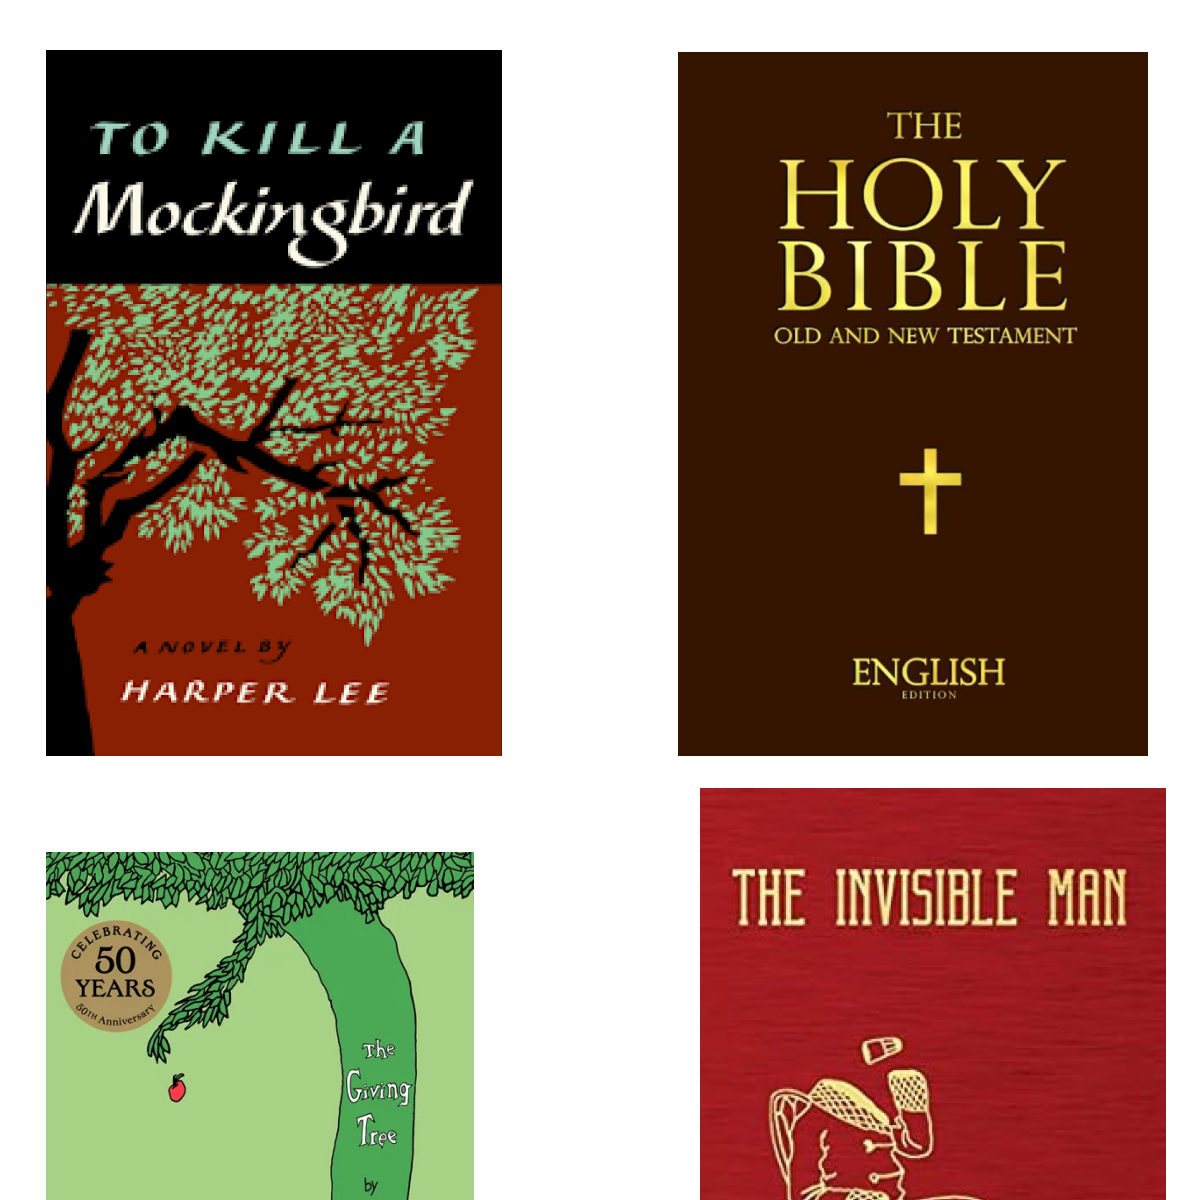 TO KILL A
Mockingbird
A NOVEL BY
HARPER LEE
THE
HOLY
BIBLE
OLD AND NEW TESTAMENT
ENGLISH
EDITION
CELEBRATING
50
YEARS
50TH Anniversary
The
Giving
Tree
by
THE INVISIBLE MAN